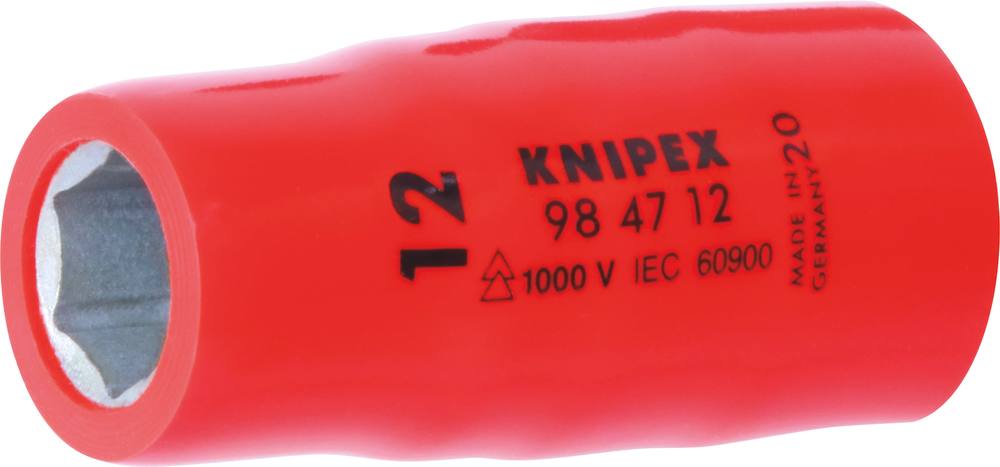 12
KNIPEX
98 47 12
1000 V IEC 60900
MADE IN
GERMANY
20